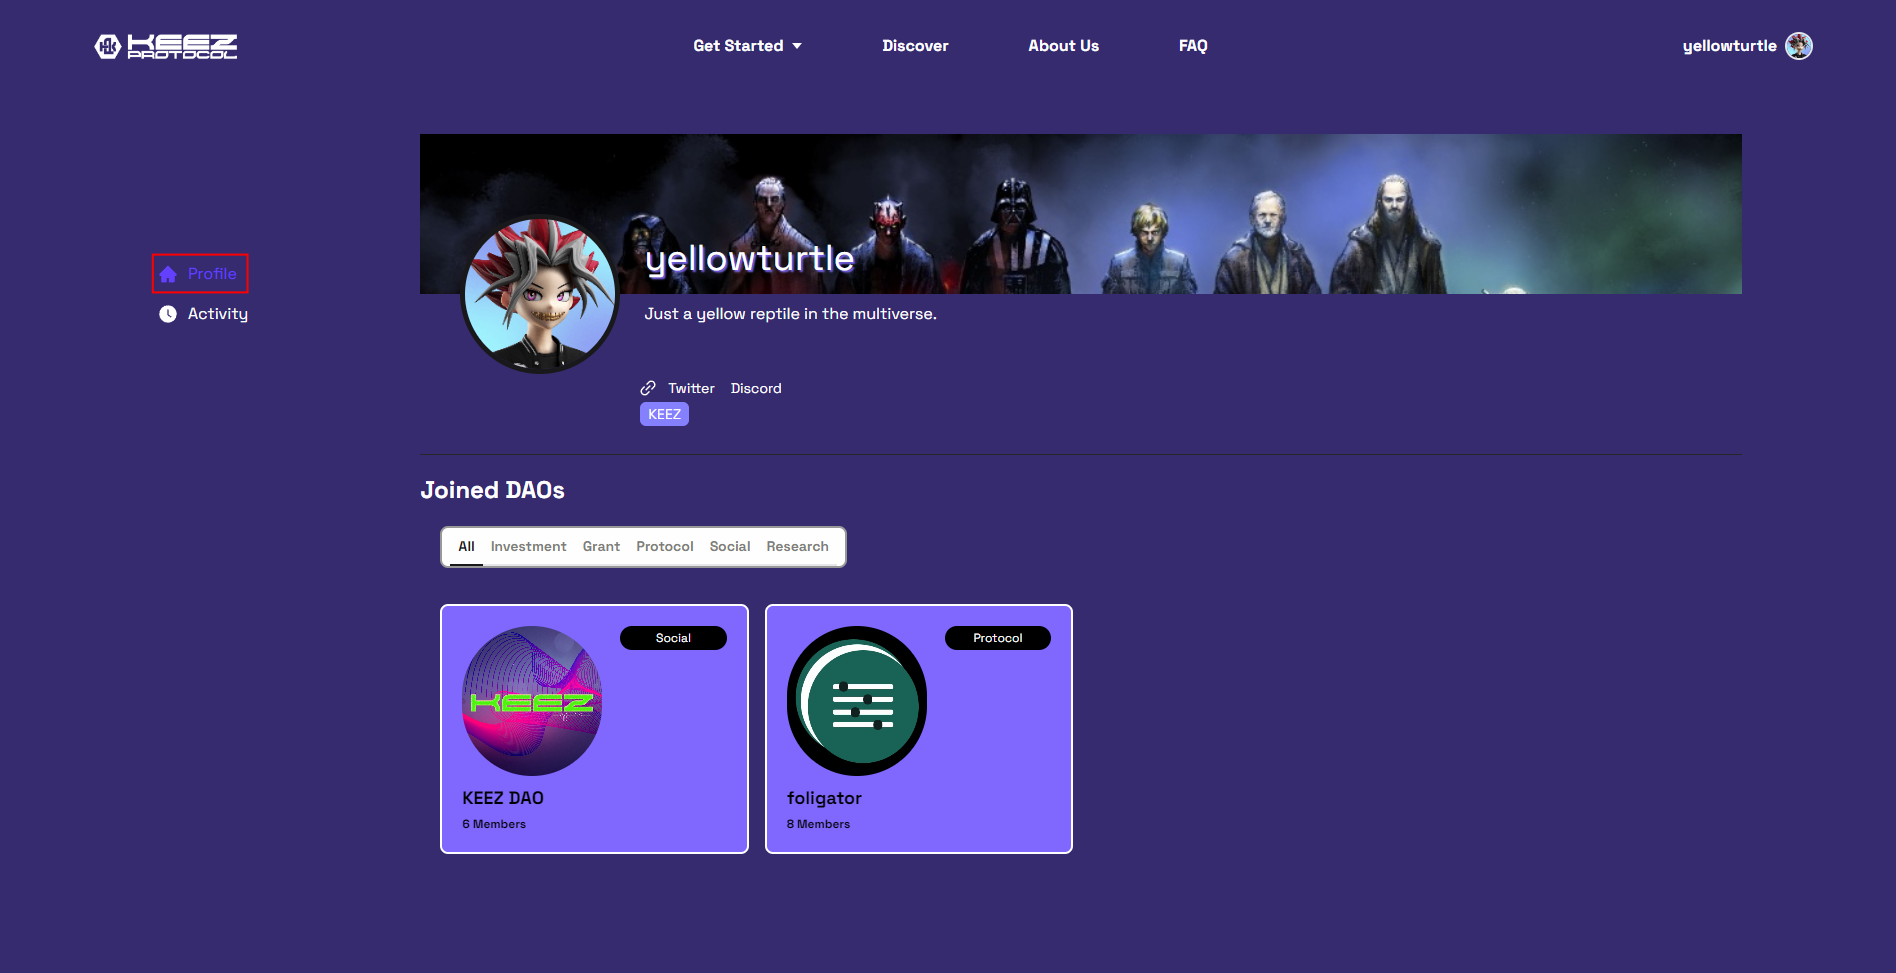 KEEZ
PROTOCOL
Get Started
Discover
About Us
FAQ
yellowturtle
Profile
Activity
yellowturtle
Just a yellow reptile in the multiverse.
Twitter Discord
KEEZ
Joined DAOs
All Investment Grant Protocol Social Research
Social
KEEZ
KEEZ DAO
6 Members
Protocol
foligator
8 Members